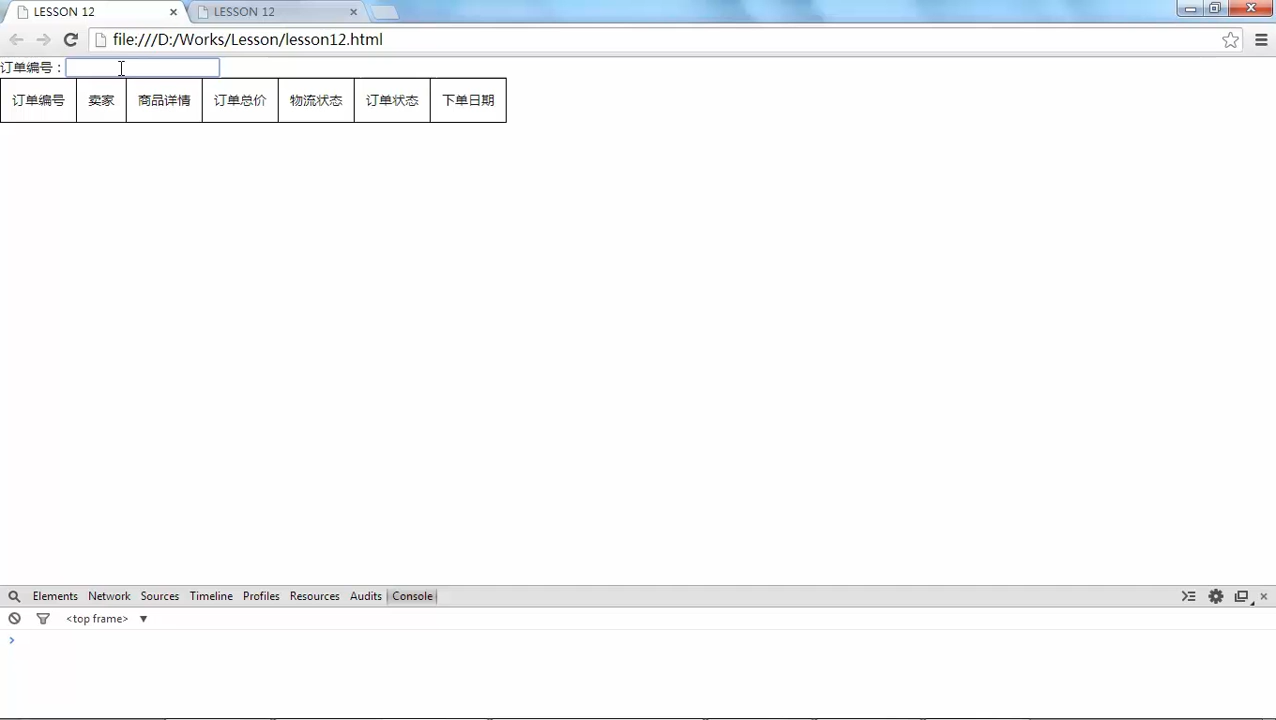 LESSON 12
LESSON 12
file:///D:/Works/Lesson/lesson12.html
订单编号：
订单编号 卖家 商品详情 订单总价 物流状态 订单状态 下单日期
Elements Network Sources Timeline Profiles Resources Audits Console
<top frame>